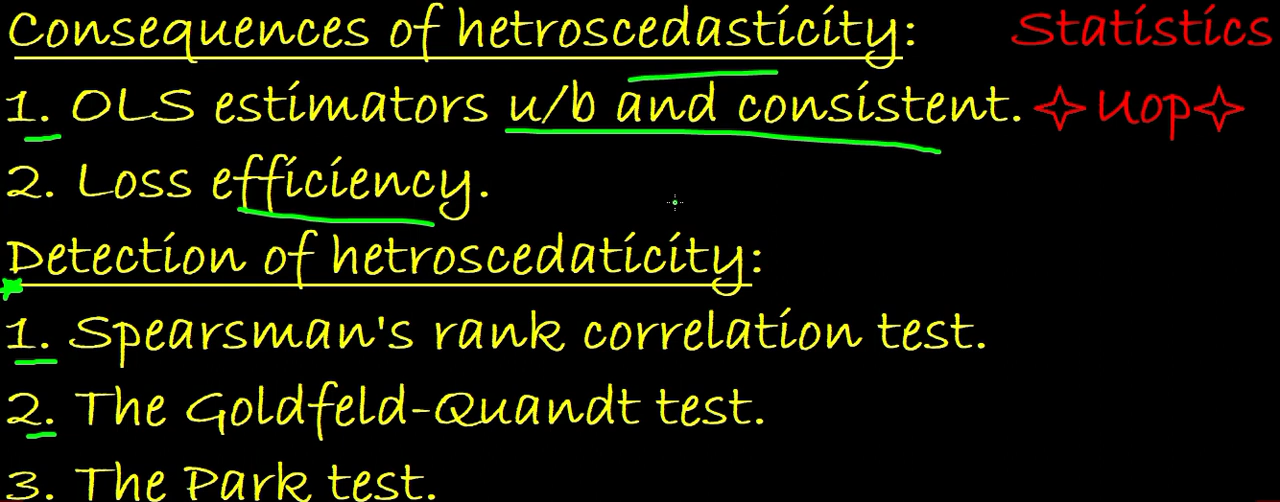 Consequences of hetroscedasticity: Statistics
1. OLS estimators u/b and consistent. Uop
2. Loss efficiency.
Detection of hetroscedaticity:
1. Spearsman's rank correlation test.
2. The Goldfeld-Quandt test.
3. The Park test.